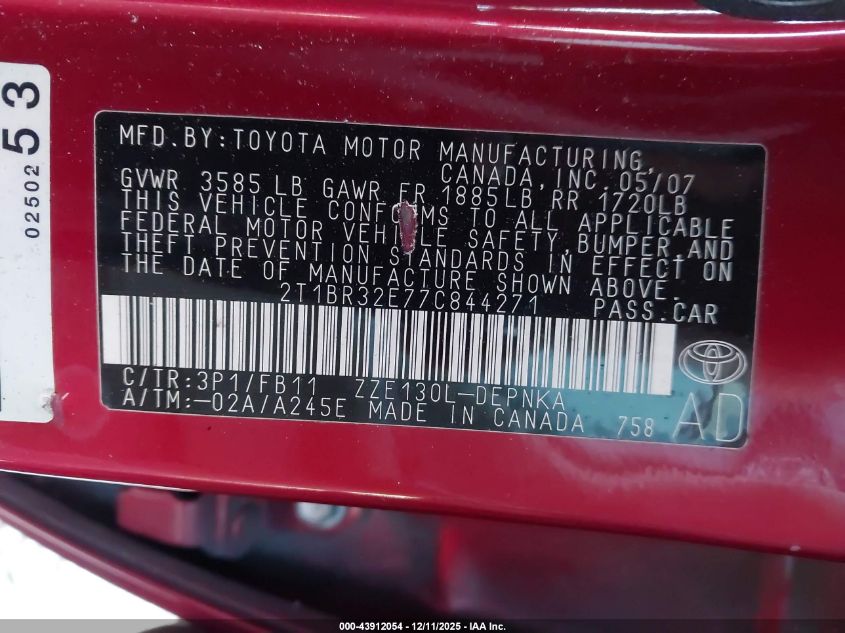 53
02502
MFD.BY:TOYOTA MOTOR MANUFACTURING,
CANADA, INC. 05/07
GVWR 3585 LB GAWR FR 1885LB RR 1720LB
THIS VEHICLE CONFORMS TO ALL APPLICABLE
FEDERAL MOTOR VEHICLE SAFETY, BUMPER, AND
THEFT PREVENTION STANDARDS IN EFFECT ON
THE DATE OF MANUFACTURE SHOWN ABOVE.
2T1BR32E77C844271 PASS.CAR
C/TR:3P1/FB11 ZZE130L-DEPNKA
A/TM:-02A/A245E MADE IN CANADA 758 AD
000-43912054 - 12/11/2025 - IAA Inc.